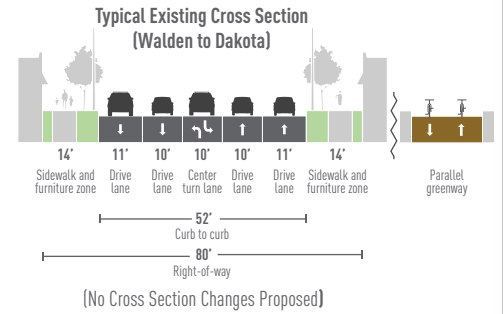 Typical Existing Cross Section
(Walden to Dakota)
14' 11' 10' 10' 10' 11' 14'
Sidewalk and furniture zone Drive lane Drive lane Center turn lane Drive lane Drive lane Sidewalk and furniture zone Parallel greenway
52'
Curb to curb
80'
Right-of-way
(No Cross Section Changes Proposed)